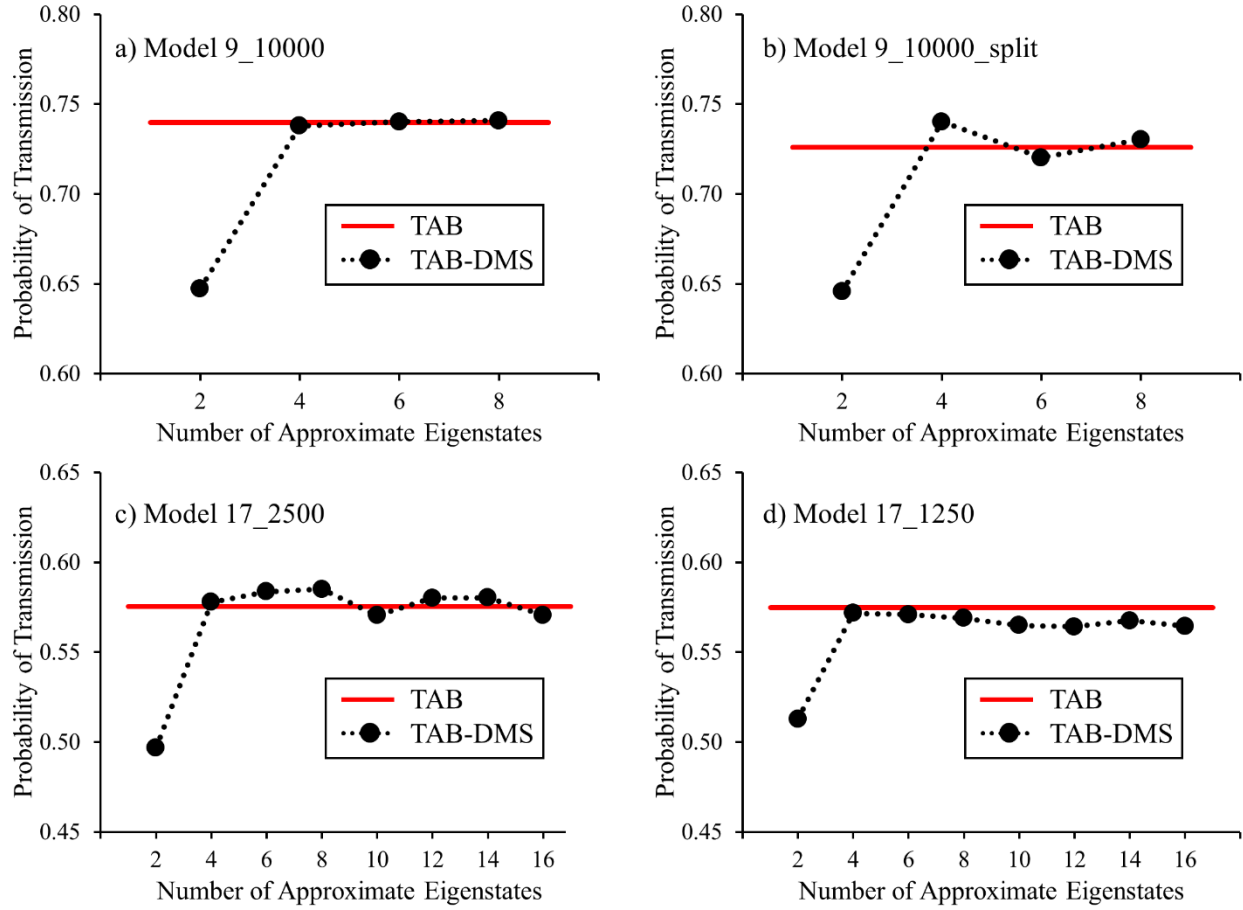 a) Model 9_10000
Probability of Transmission
0.80
0.75
0.70
0.65
0.60
TAB
TAB-DMS
2 4 6 8
Number of Approximate Eigenstates
b) Model 9_10000_split
Probability of Transmission
0.80
0.75
0.70
0.65
0.60
TAB
TAB-DMS
2 4 6 8
Number of Approximate Eigenstates
c) Model 17_2500
Probability of Transmission
0.65
0.60
0.55
0.50
0.45
TAB
TAB-DMS
2 4 6 8 10 12 14 16
Number of Approximate Eigenstates
d) Model 17_1250
Probability of Transmission
0.65
0.60
0.55
0.50
0.45
TAB
TAB-DMS
2 4 6 8 10 12 14 16
Number of Approximate Eigenstates